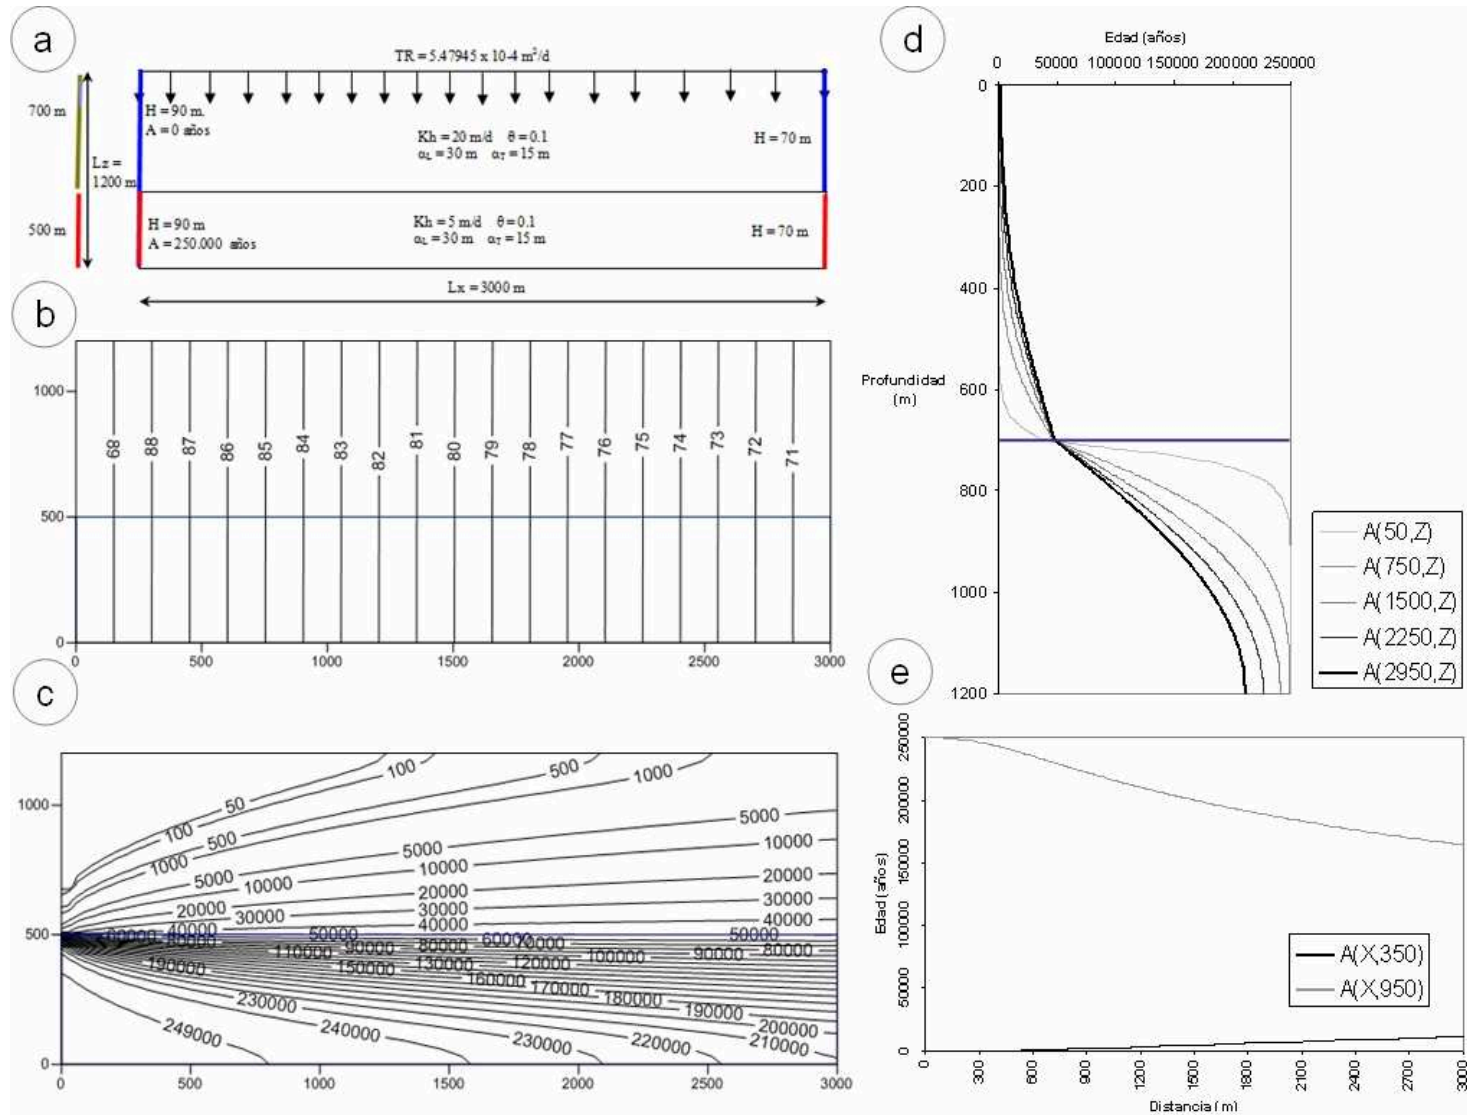 a
TR = 5.47945 x 10-4 m²/d
700 m
H = 90 m.
A = 0 años
Kh = 20 m/d θ = 0.1
αL = 30 m αT = 15 m
H = 70 m
Lz =
1200 m
500 m
H = 90 m
A = 250.000 años
Kh = 5 m/d θ = 0.1
αL = 30 m αT = 15 m
H = 70 m
Lx = 3000 m
b
1000
500
0
68 88 87 86 85 84 83 82 81 80 79 78 77 76 75 74 73 72 71
0 500 1000 1500 2000 2500 3000
c
1000
500
0
100 500 1000
50
100 500 5000
1000 5000 10000
5000 10000 20000
10000 20000 30000
20000 30000 40000
40000 40000
50000 60000 70000 50000
110000 90000 80000 100000 90000 80000
190000 150000 130000 120000
160000 170000 180000 190000 200000
230000 240000 230000 220000 210000
249000
0 500 1000 1500 2000 2500 3000
d
Edad (años)
0 50000 100000 150000 200000 250000
0
200
400
600
800
1000
1200
Profundidad
(m)
A(50,Z)
A(750,Z)
A(1500,Z)
A(2250,Z)
A(2950,Z)
e
Edad (años)
250000
200000
150000
100000
50000
0
A(X,350)
A(X,950)
0 300 600 900 1200 1500 1800 2100 2400 2700 3000
Distancia (m)